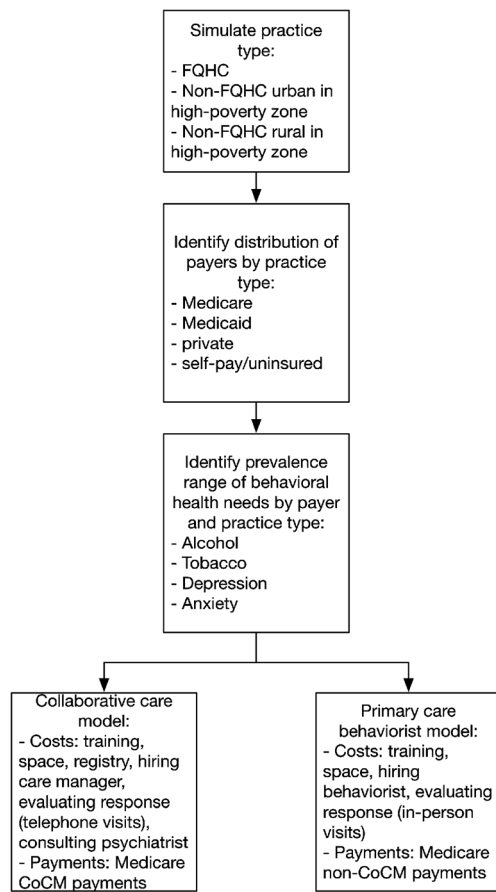 Simulate practice
type:
- FQHC
- Non-FQHC urban in
high-poverty zone
- Non-FQHC rural in
high-poverty zone
Identify distribution of
payers by practice
type:
- Medicare
- Medicaid
- private
- self-pay/uninsured
Identify prevalence
range of behavioral
health needs by payer
and practice type:
- Alcohol
- Tobacco
- Depression
- Anxiety
Collaborative care
model:
- Costs: training,
space, registry, hiring
care manager,
evaluating response
(telephone visits),
consulting psychiatrist
- Payments: Medicare
CoCM payments
Primary care
behaviorist model:
- Costs: training,
space, hiring
behaviorist, evaluating
response (in-person
visits)
- Payments: Medicare
non-CoCM payments